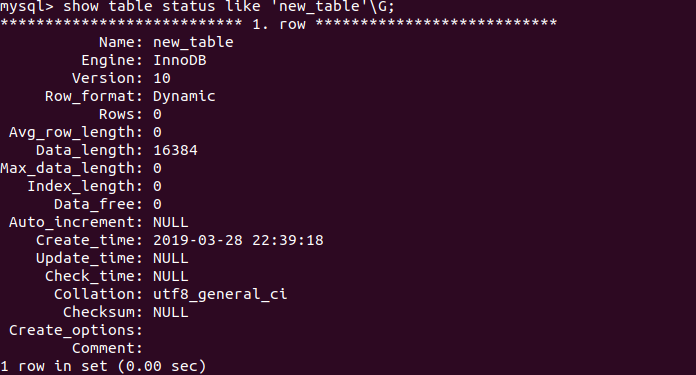 mysql> show table status like 'new_table'\G;
*************************** 1. row ***************************
Name: new_table
Engine: InnoDB
Version: 10
Row_format: Dynamic
Rows: 0
Avg_row_length: 0
Data_length: 16384
Max_data_length: 0
Index_length: 0
Data_free: 0
Auto_increment: NULL
Create_time: 2019-03-28 22:39:18
Update_time: NULL
Check_time: NULL
Collation: utf8_general_ci
Checksum: NULL
Create_options:
Comment:
1 row in set (0.00 sec)